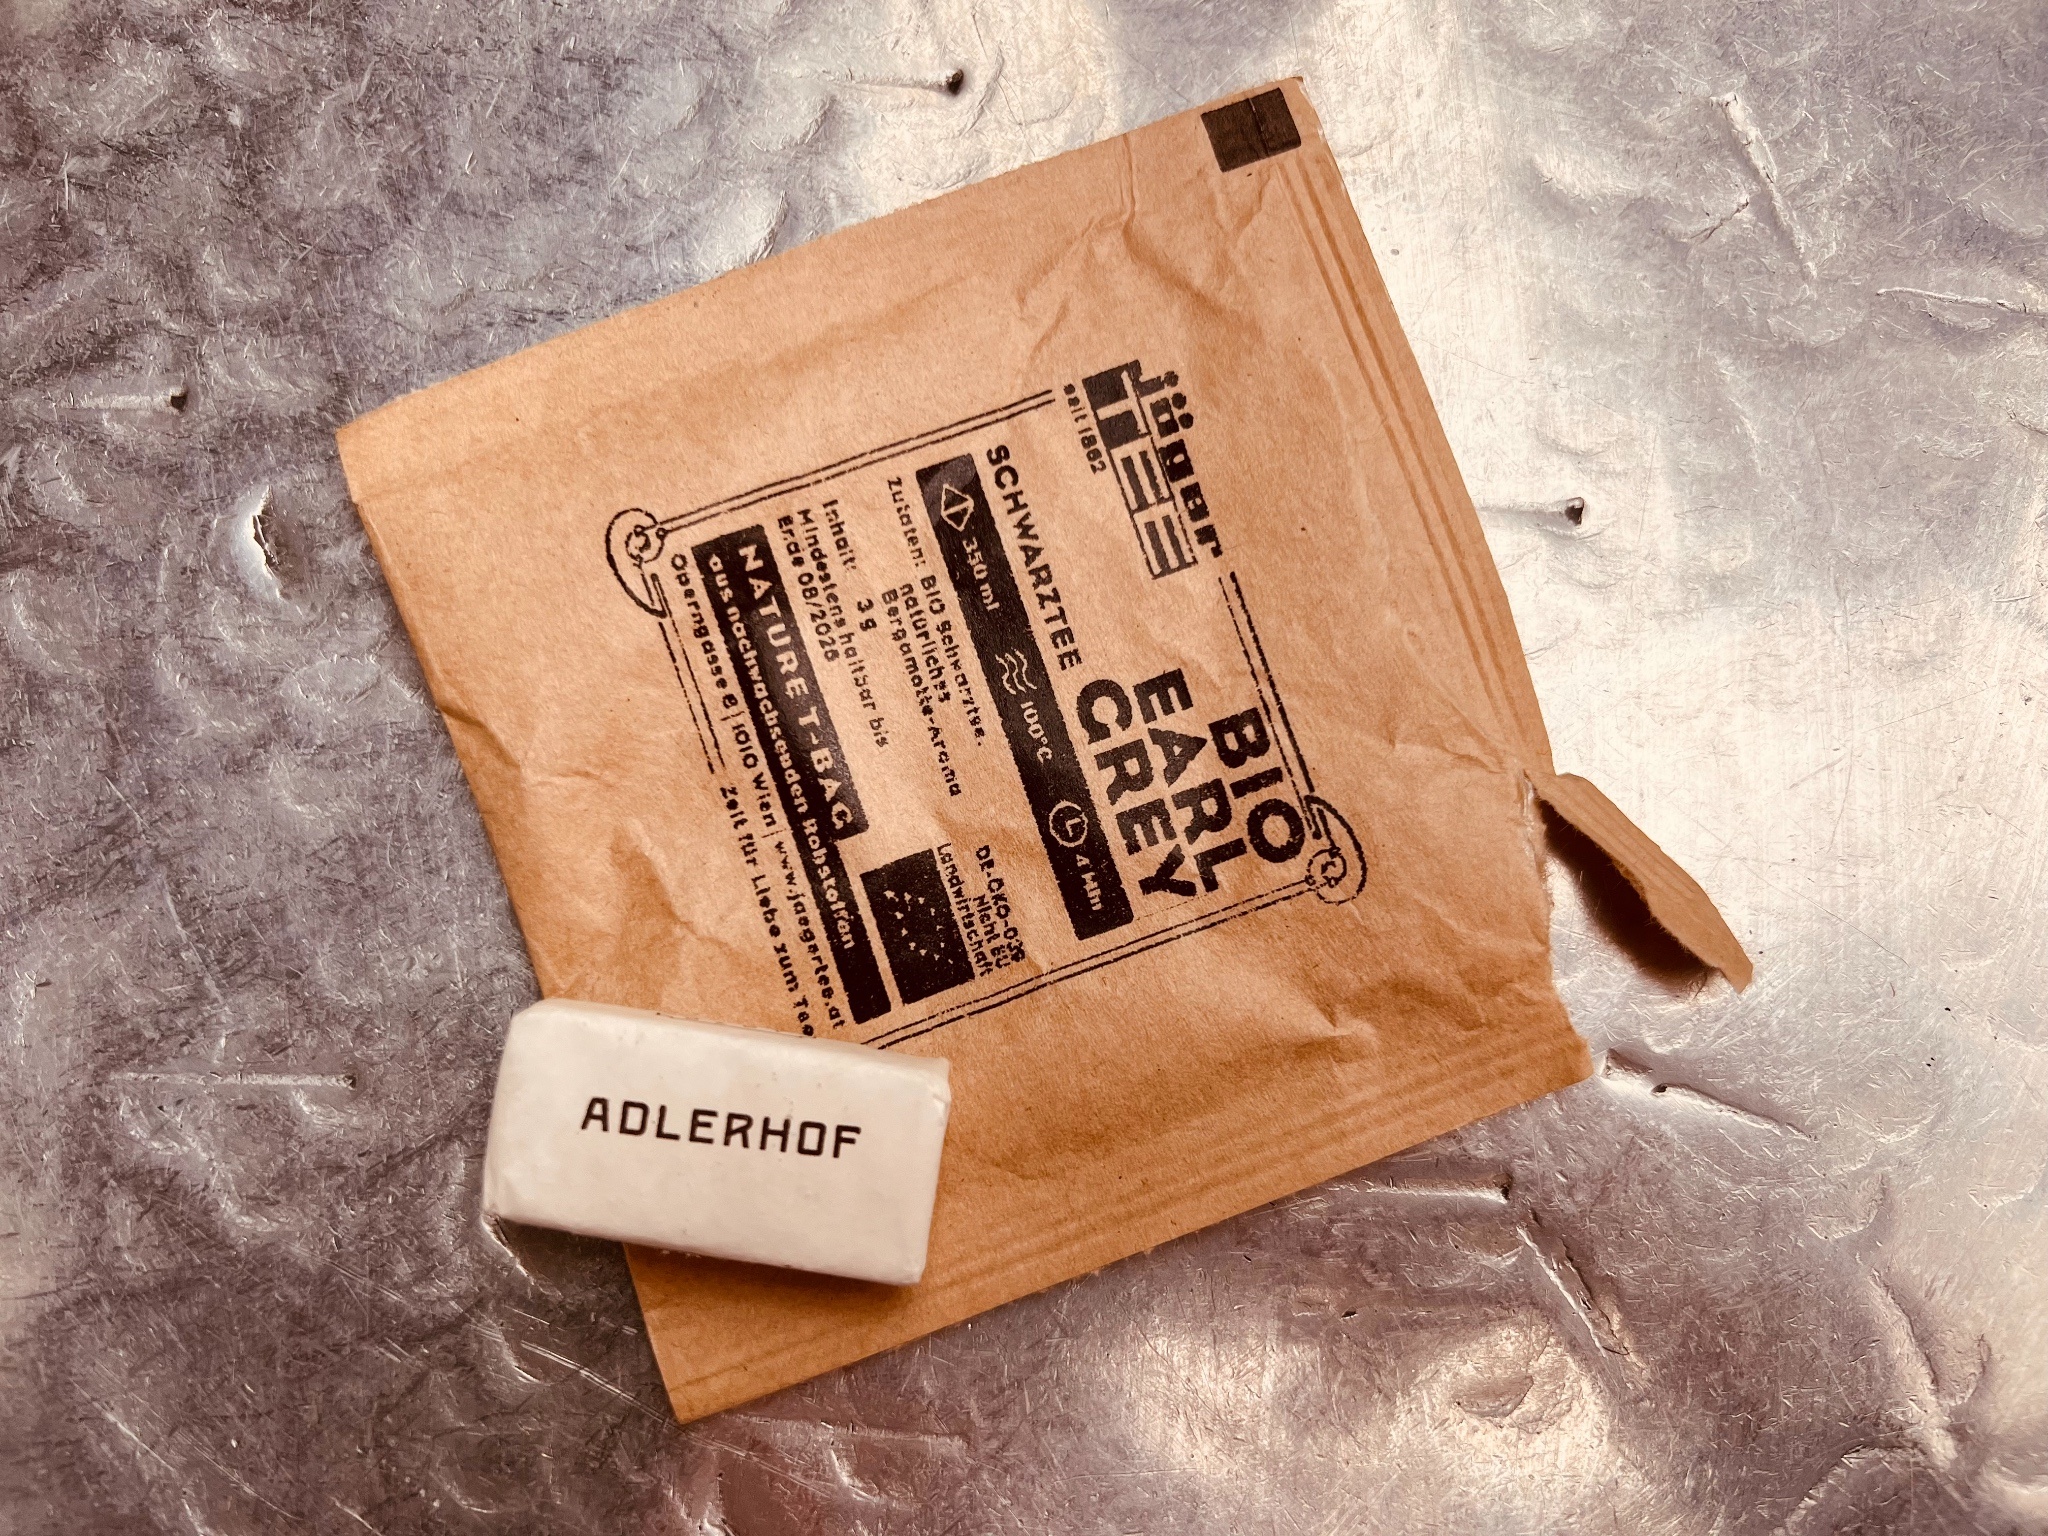 Jäger
TEE
seit 1862
BIO
EARL
GREY
SCHWARZTEE
350 ml 100°C 4 Min
Zutaten: BIO Schwarztee,
natürliches
Bergamotte-Aroma
DE-ÖKO-039
Nicht EU
Landwirtschaft
Inhalt: 3 g
Mindestens haltbar bis
Ende 08/2026
NATURE T-BAG
aus nachwachsenden Rohstoffen
Operngasse 6 | 1010 Wien | www.jaegertee.at
Zeit für Liebe zum Tee
ADLERHOF